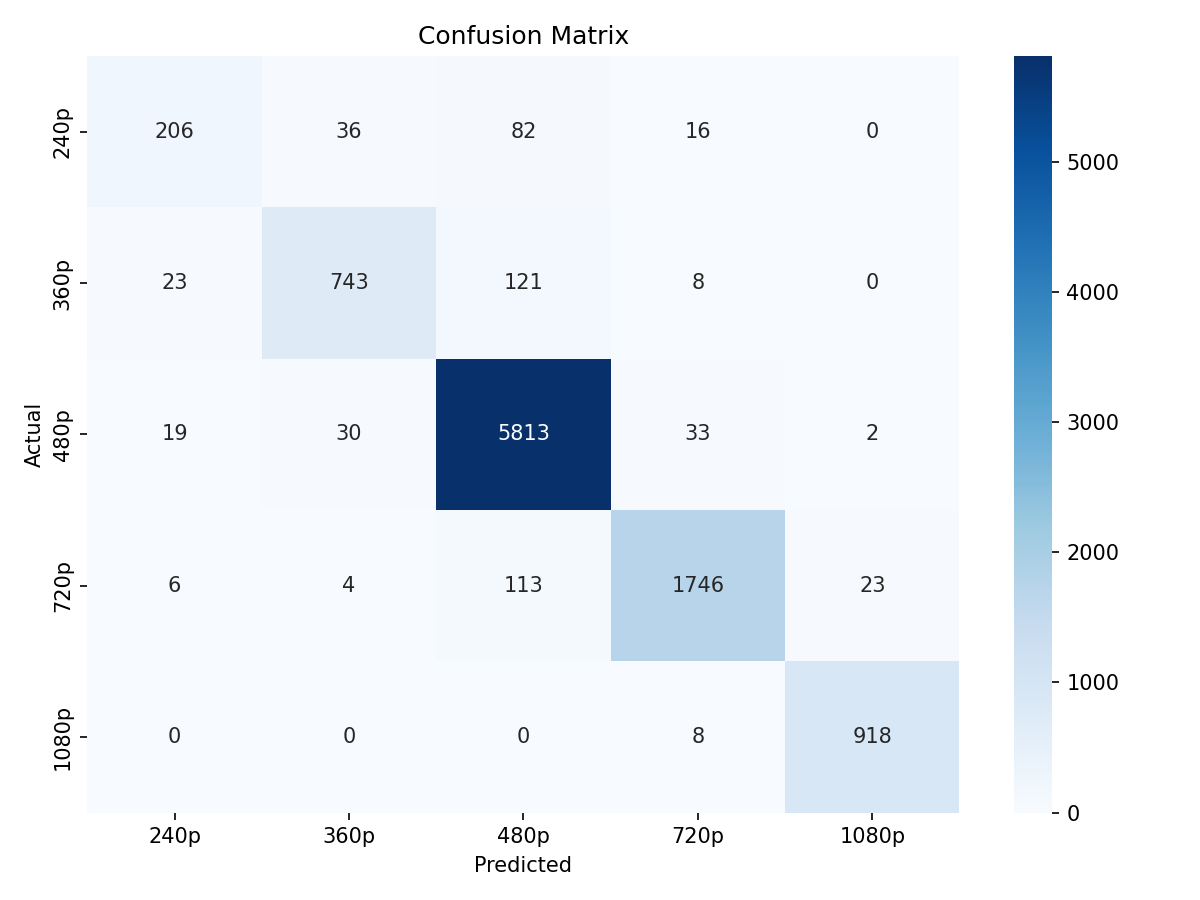 Confusion Matrix
Actual
240p 206 36 82 16 0
360p 23 743 121 8 0
480p 19 30 5813 33 2
720p 6 4 113 1746 23
1080p 0 0 0 8 918
240p 360p 480p 720p 1080p
Predicted
5000
4000
3000
2000
1000
0